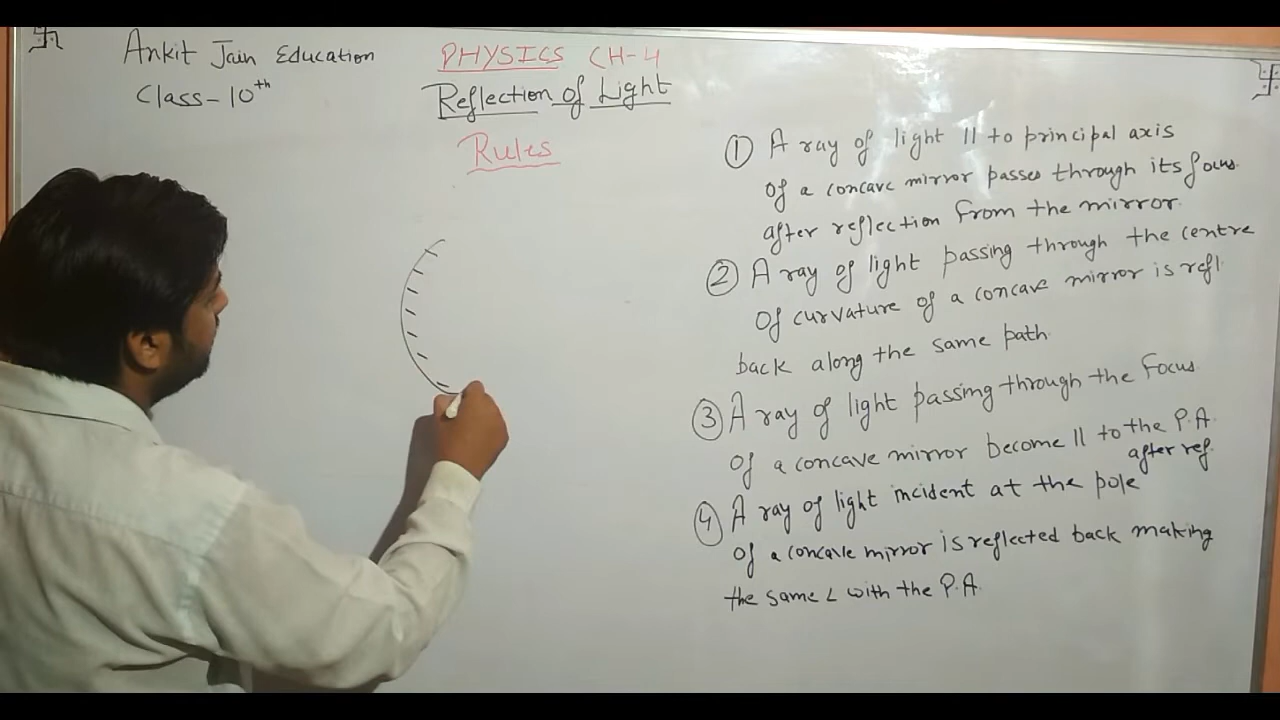 Ankit Jain Education
Class-10th
PHYSICS CH-4
Reflection of Light
Rules
① A ray of light || to principal axis
of a concave mirror passes through its focus.
after reflection from the mirror.
② A ray of light passing through the centre
of curvature of a concave mirror is refl.
back along the same path.
③ A ray of light passing through the Focus.
of a concave mirror become || to the P.A.
after ref.
④ A ray of light incident at the pole
of a concave mirror is reflected back making
the same ∠ with the P.A.